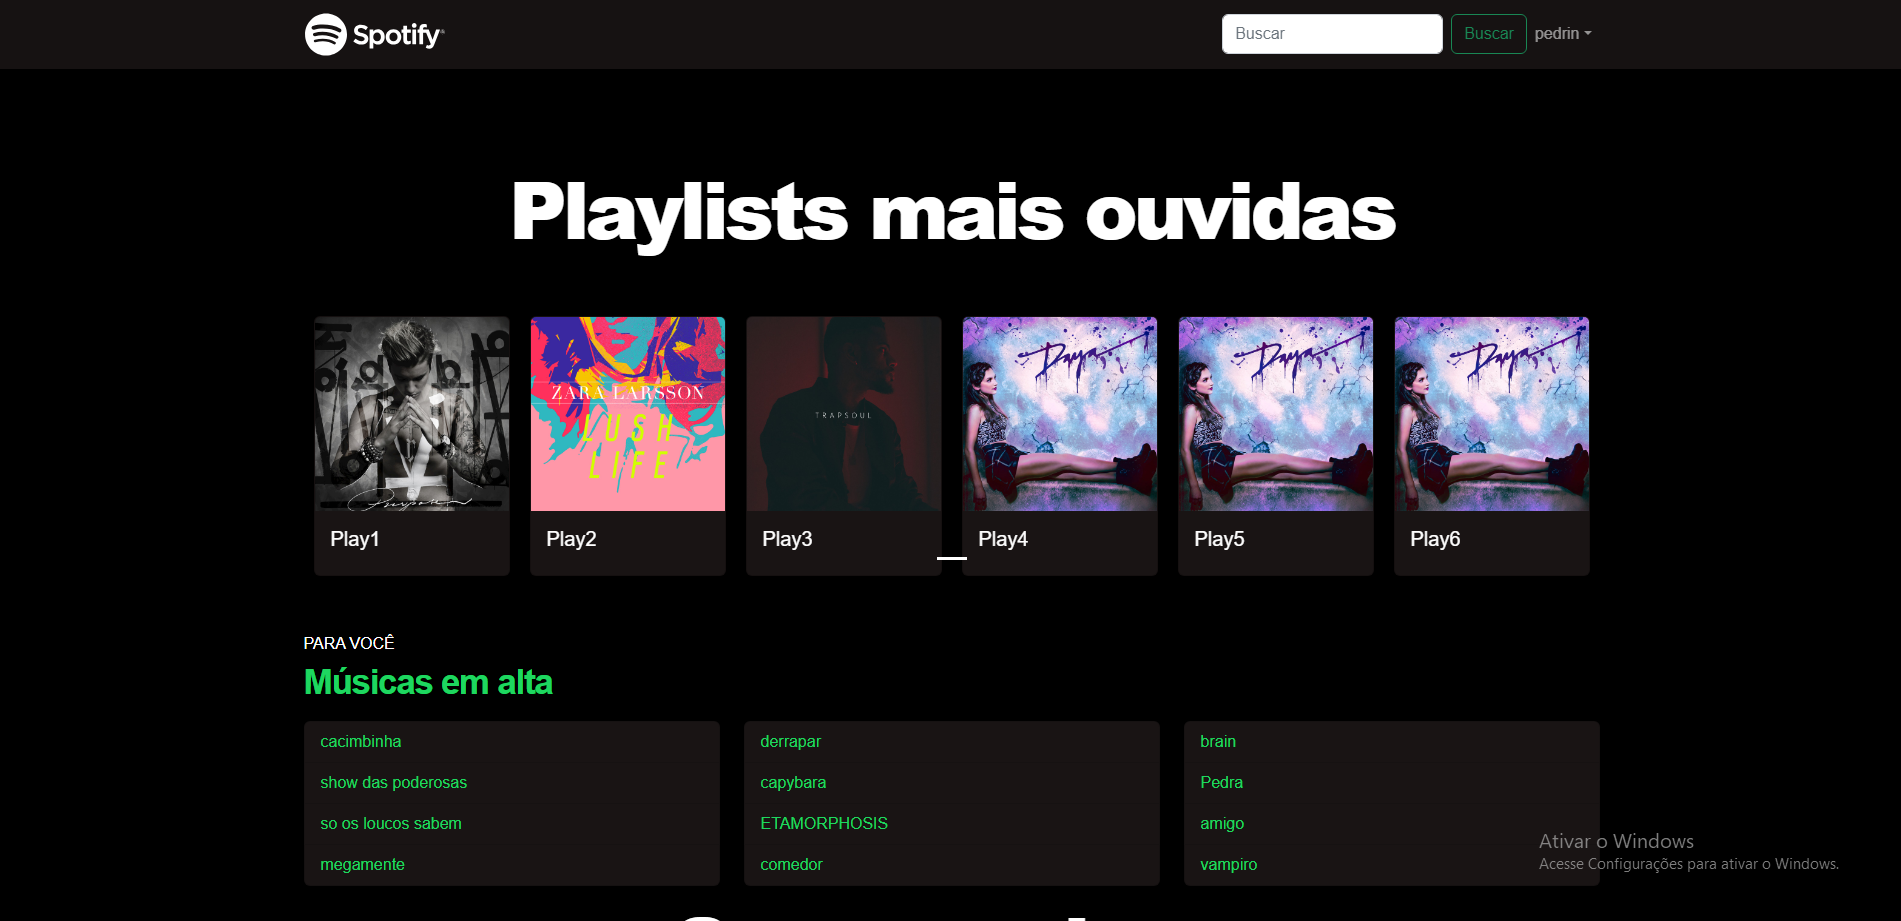 Spotify®
Buscar
Buscar
pedrin
Playlists mais ouvidas
ZARA LARSSON
LUSH
LIFE
TRAPSOUL
Daya
Daya
Daya
Purpose
Play1
Play2
Play3
Play4
Play5
Play6
PARA VOCÊ
Músicas em alta
cacimbinha
show das poderosas
so os loucos sabem
megamente
derrapar
capybara
ETAMORPHOSIS
comedor
brain
Pedra
amigo
vampiro
Ativar o Windows
Acesse Configurações para ativar o Windows.